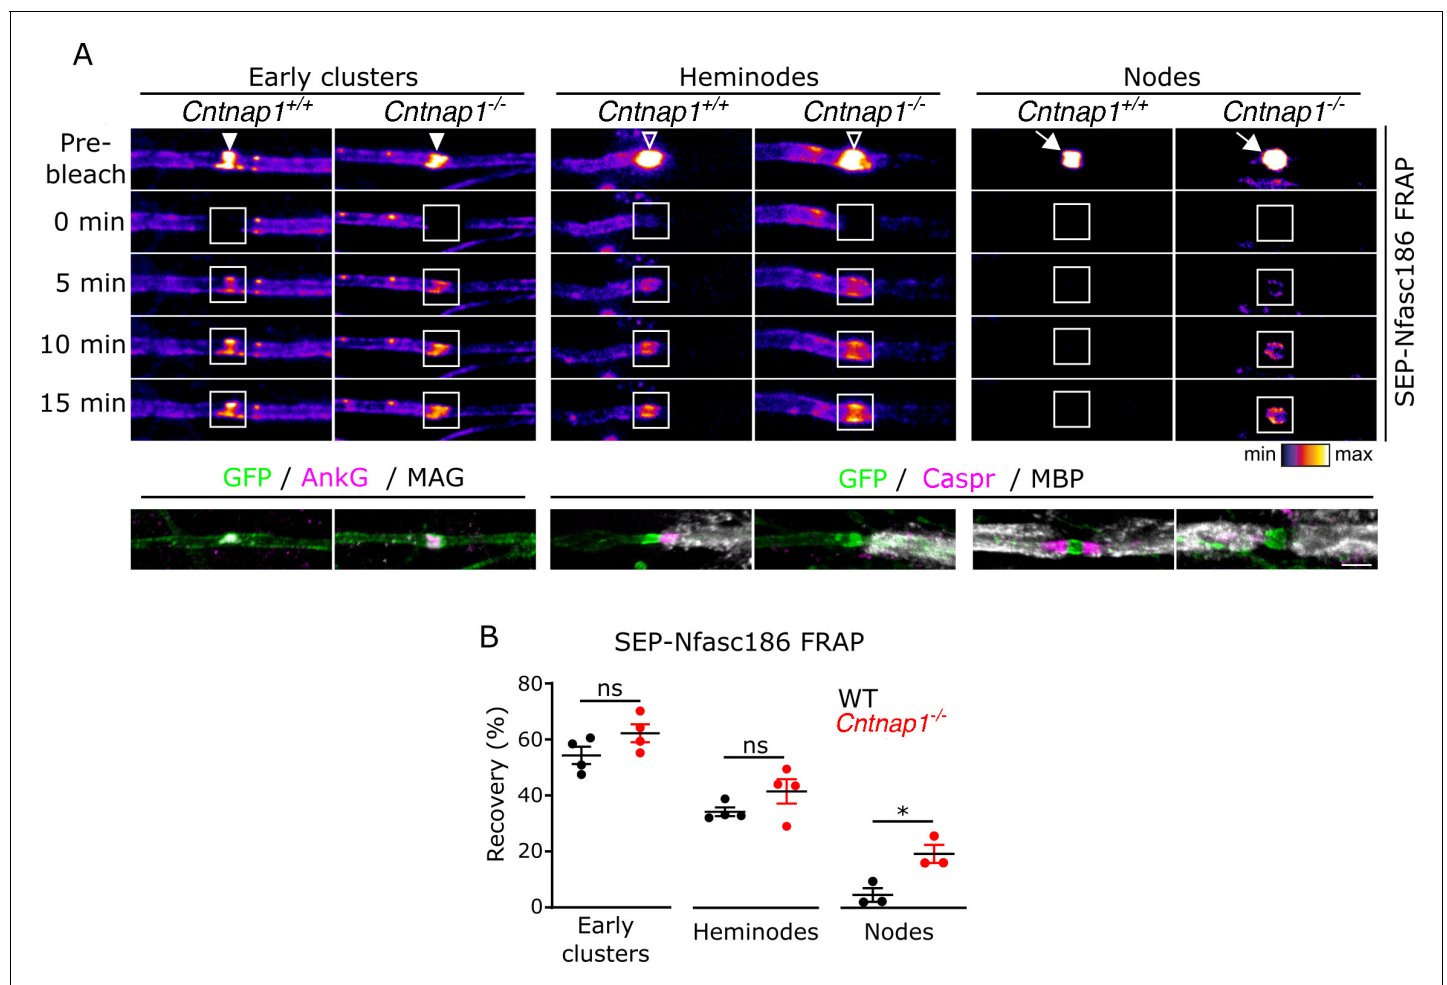 A
Early clusters
Heminodes
Nodes
Cntnap1+/+
Cntnap1-/-
Cntnap1+/+
Cntnap1-/-
Cntnap1+/+
Cntnap1-/-
Pre-
bleach
0 min
5 min
10 min
15 min
SEP-Nfasc186 FRAP
min
max
GFP / AnkG / MAG
GFP / Caspr / MBP
B
SEP-Nfasc186 FRAP
Recovery (%)
80
60
40
20
0
ns
ns
*
WT
Cntnap1-/-
Early
clusters
Heminodes
Nodes